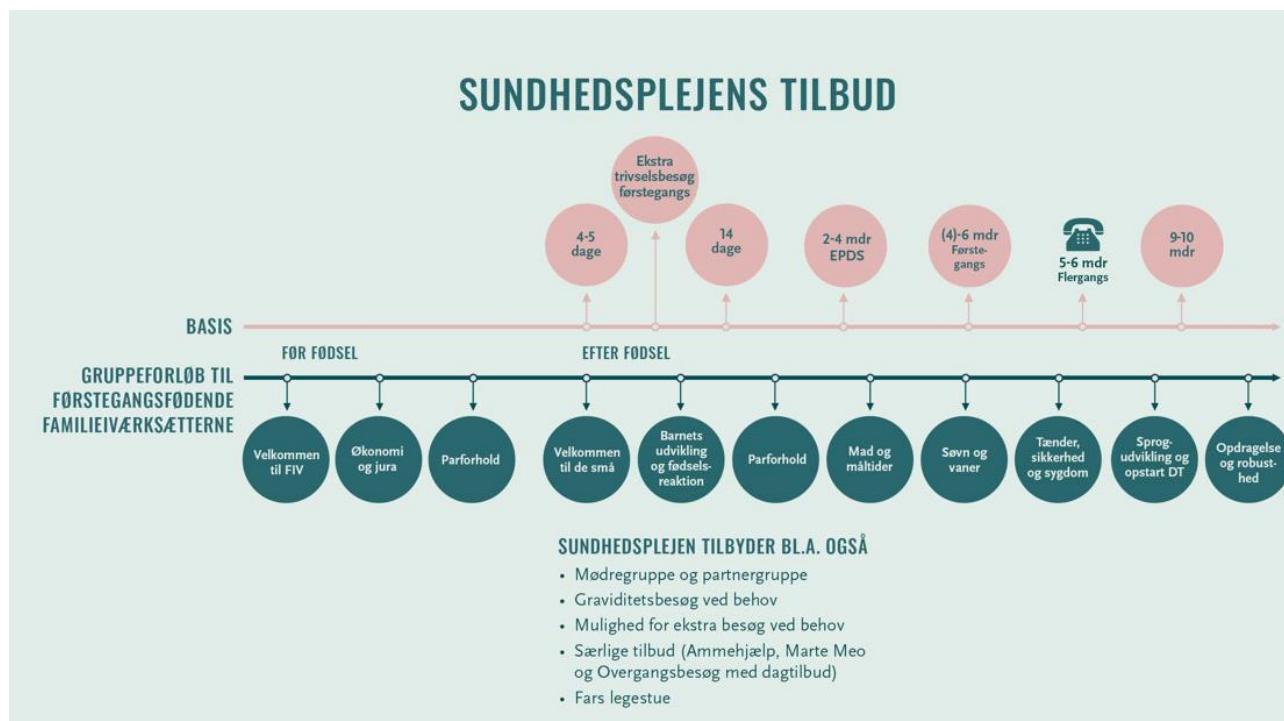 SUNDHEDSPLEJENS TILBUD
Ekstra
trivselsbesøg
førstegangs
4-5
dage
14
dage
2-4 mdr
EPDS
(4)-6 mdr
Første-
gangs
5-6 mdr
Flergangs
9-10
mdr
BASIS
FØR FØDSEL
EFTER FØDSEL
GRUPPEFORLØB TIL
FØRSTEGANGSFØDENDE
FAMILIEIVÆRKSÆTTERNE
Velkommen
til FIV
Økonomi
og jura
Parforhold
Velkommen
til de små
Barnets
udvikling
og fødsels-
reaktion
Parforhold
Mad og
måltider
Søvn og
vaner
Tænder,
sikkerhed
og sygdom
Sprog-
udvikling og
opstart DT
Opdragelse
og robust-
hed
SUNDHEDSPLEJEN TILBYDER BL.A. OGSÅ
• Mødregruppe og partnergruppe
• Graviditetsbesøg ved behov
• Mulighed for ekstra besøg ved behov
• Særlige tilbud (Ammehjælp, Marte Meo
og Overgangsbesøg med dagtilbud)
• Fars legestue